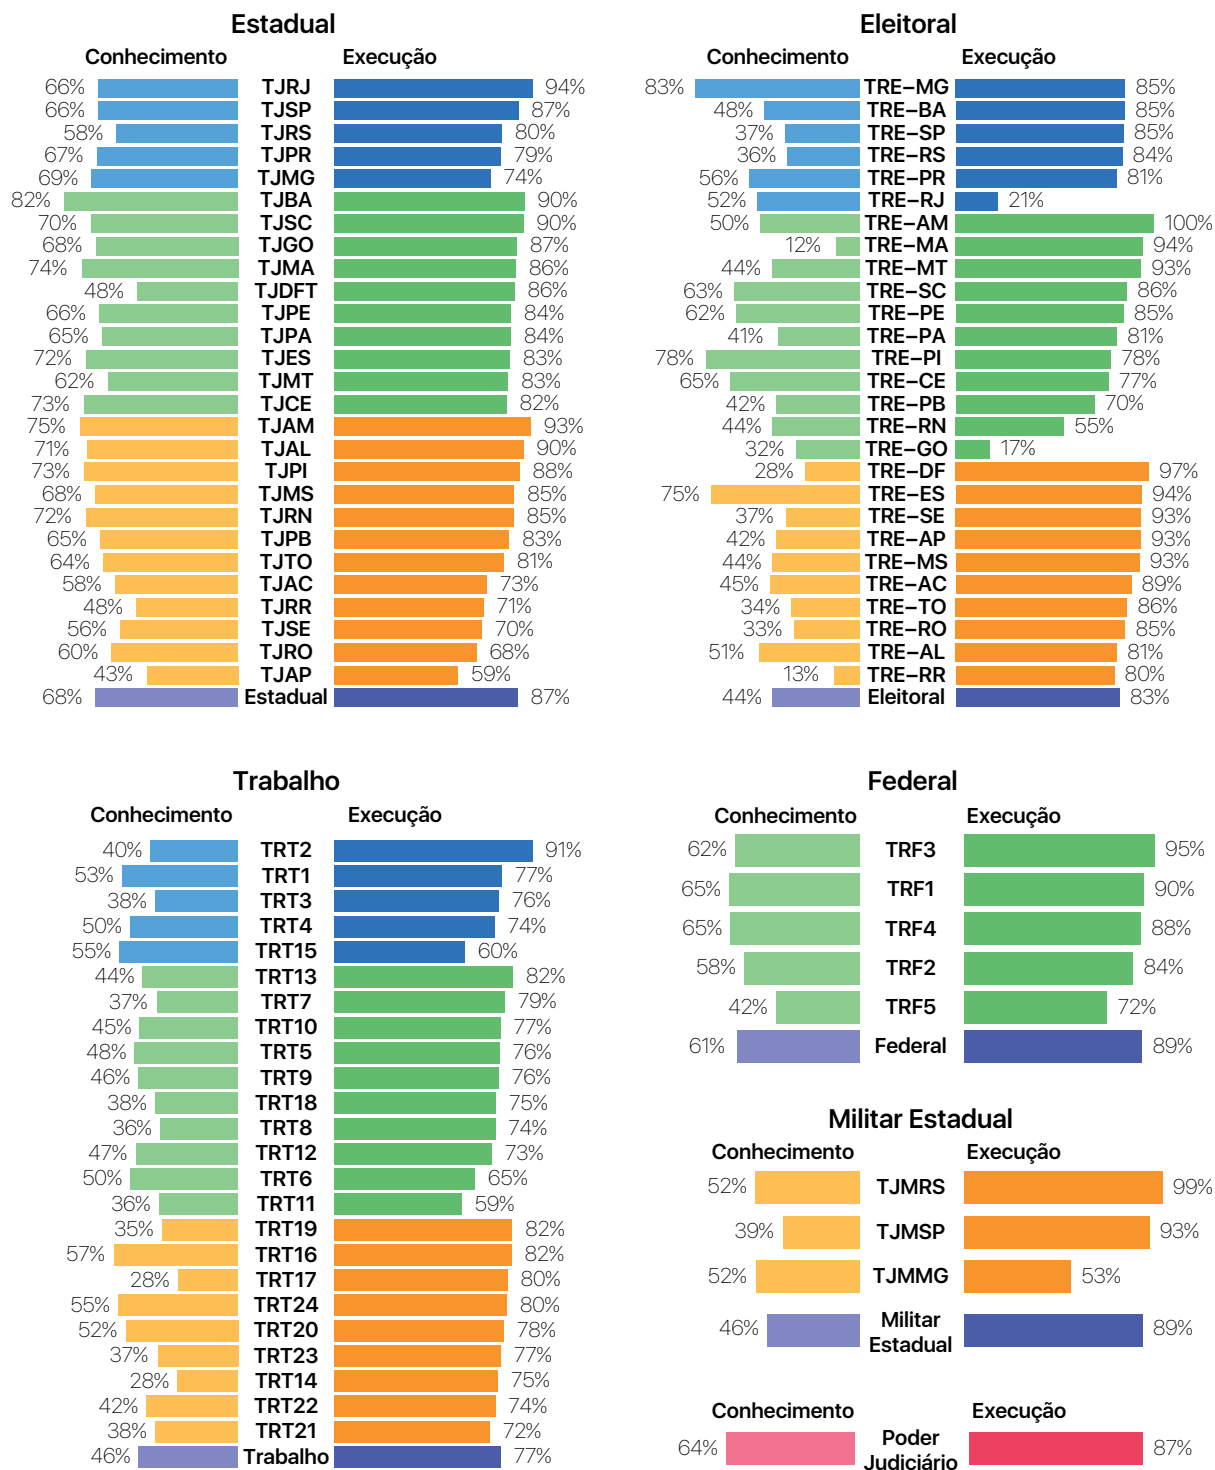 Estadual
Conhecimento Execução
66% TJRJ 94%
66% TJSP 87%
58% TJRS 80%
67% TJPR 79%
69% TJMG 74%
82% TJBA 90%
70% TJSC 90%
68% TJGO 87%
74% TJMA 86%
48% TJDFT 86%
66% TJPE 84%
65% TJPA 84%
72% TJES 83%
62% TJMT 83%
73% TJCE 82%
75% TJAM 93%
71% TJAL 90%
73% TJPI 88%
68% TJMS 85%
72% TJRN 85%
65% TJPB 83%
64% TJTO 81%
58% TJAC 73%
48% TJRR 71%
56% TJSE 70%
60% TJRO 68%
43% TJAP 59%
68% Estadual 87%
Eleitoral
Conhecimento Execução
83% TRE–MG 85%
48% TRE–BA 85%
37% TRE–SP 85%
36% TRE–RS 84%
56% TRE–PR 81%
52% TRE–RJ 21%
50% TRE–AM 100%
12% TRE–MA 94%
44% TRE–MT 93%
63% TRE–SC 86%
62% TRE–PE 85%
41% TRE–PA 81%
78% TRE–PI 78%
65% TRE–CE 77%
42% TRE–PB 70%
44% TRE–RN 55%
32% TRE–GO 17%
28% TRE–DF 97%
75% TRE–ES 94%
37% TRE–SE 93%
42% TRE–AP 93%
44% TRE–MS 93%
45% TRE–AC 89%
34% TRE–TO 86%
33% TRE–RO 85%
51% TRE–AL 81%
13% TRE–RR 80%
44% Eleitoral 83%
Trabalho
Conhecimento Execução
40% TRT2 91%
53% TRT1 77%
38% TRT3 76%
50% TRT4 74%
55% TRT15 60%
44% TRT13 82%
37% TRT7 79%
45% TRT10 77%
48% TRT5 76%
46% TRT9 76%
38% TRT18 75%
36% TRT8 74%
47% TRT12 73%
50% TRT6 65%
36% TRT11 59%
35% TRT19 82%
57% TRT16 82%
28% TRT17 80%
55% TRT24 80%
52% TRT20 78%
37% TRT23 77%
28% TRT14 75%
42% TRT22 74%
38% TRT21 72%
46% Trabalho 77%
Federal
Conhecimento Execução
62% TRF3 95%
65% TRF1 90%
65% TRF4 88%
58% TRF2 84%
42% TRF5 72%
61% Federal 89%
Militar Estadual
Conhecimento Execução
52% TJMRS 99%
39% TJMSP 93%
52% TJMMG 53%
46% Militar 89%
Estadual
Conhecimento Execução
64% Poder 87%
Judiciário